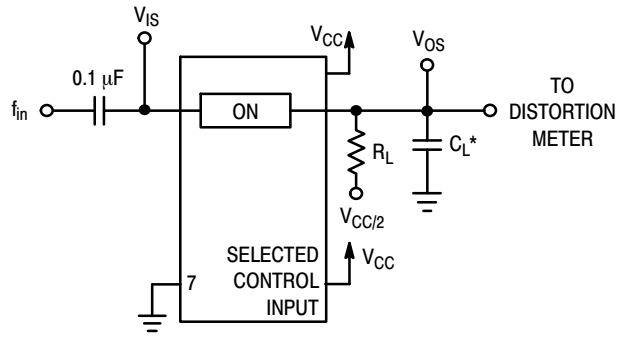 V_IS
V_CC
V_OS
0.1 μF
f_in
ON
TO
DISTORTION
METER
R_L
C_L*
V_CC/2
SELECTED
CONTROL
INPUT
V_CC
7